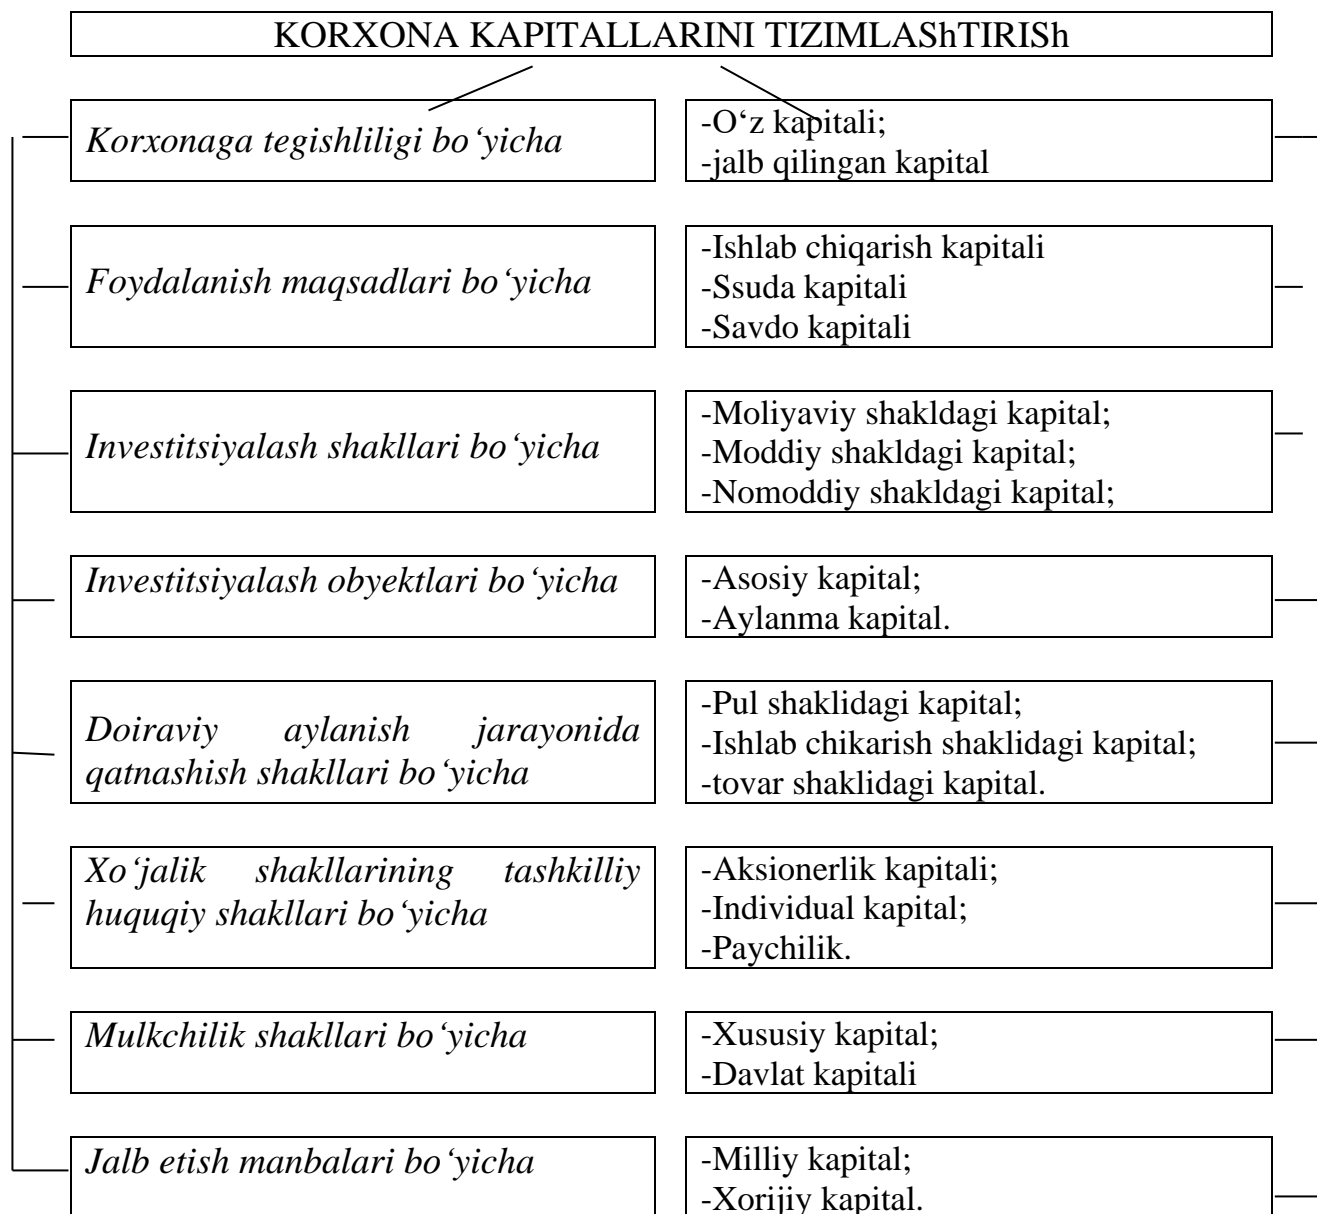 KORXONA KAPITALLARINI TIZIMLAShTIRISh
Korxonaga tegishliligi bo‘yicha
-O‘z kapitali;
-jalb qilingan kapital
Foydalanish maqsadlari bo‘yicha
-Ishlab chiqarish kapitali
-Ssuda kapitali
-Savdo kapitali
Investitsiyalash shakllari bo‘yicha
-Moliyaviy shakldagi kapital;
-Moddiy shakldagi kapital;
-Nomoddiy shakldagi kapital;
Investitsiyalash obyektlari bo‘yicha
-Asosiy kapital;
-Aylanma kapital.
Doiraviy aylanish jarayonida
qatnashish shakllari bo‘yicha
-Pul shaklidagi kapital;
-Ishlab chikarish shaklidagi kapital;
-tovar shaklidagi kapital.
Xo‘jalik shakllarining tashkilliy
huquqiy shakllari bo‘yicha
-Aksionerlik kapitali;
-Individual kapital;
-Paychilik.
Mulkchilik shakllari bo‘yicha
-Xususiy kapital;
-Davlat kapitali
Jalb etish manbalari bo‘yicha
-Milliy kapital;
-Xorijiy kapital.